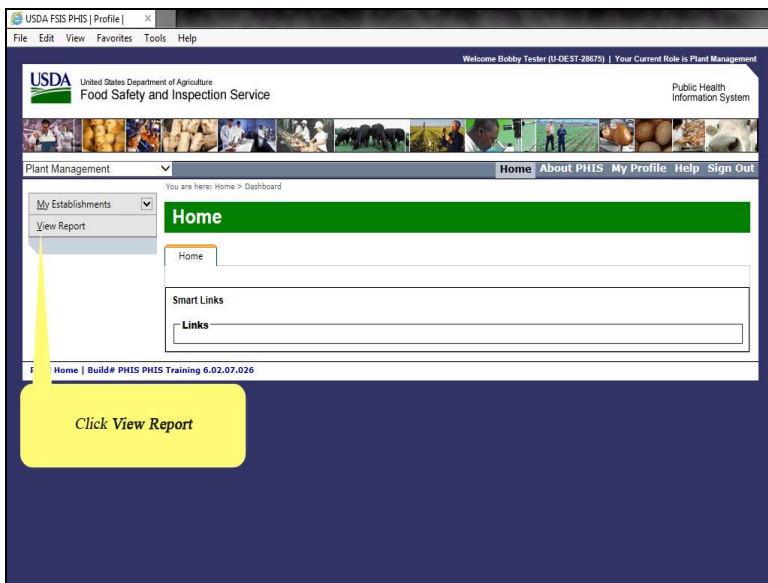 USDA FSIS PHIS | Profile |
File Edit View Favorites Tools Help
Welcome Bobby Tester (U-DEST-28675) | Your Current Role is Plant Management
USDA
United States Department of Agriculture
Food Safety and Inspection Service
Public Health
Information System
Plant Management
Home About PHIS My Profile Help Sign Out
You are here: Home > Dashboard
My Establishments
View Report
Home
Home
Smart Links
Links
Home | Build# PHIS PHIS Training 6.02.07.026
Click View Report